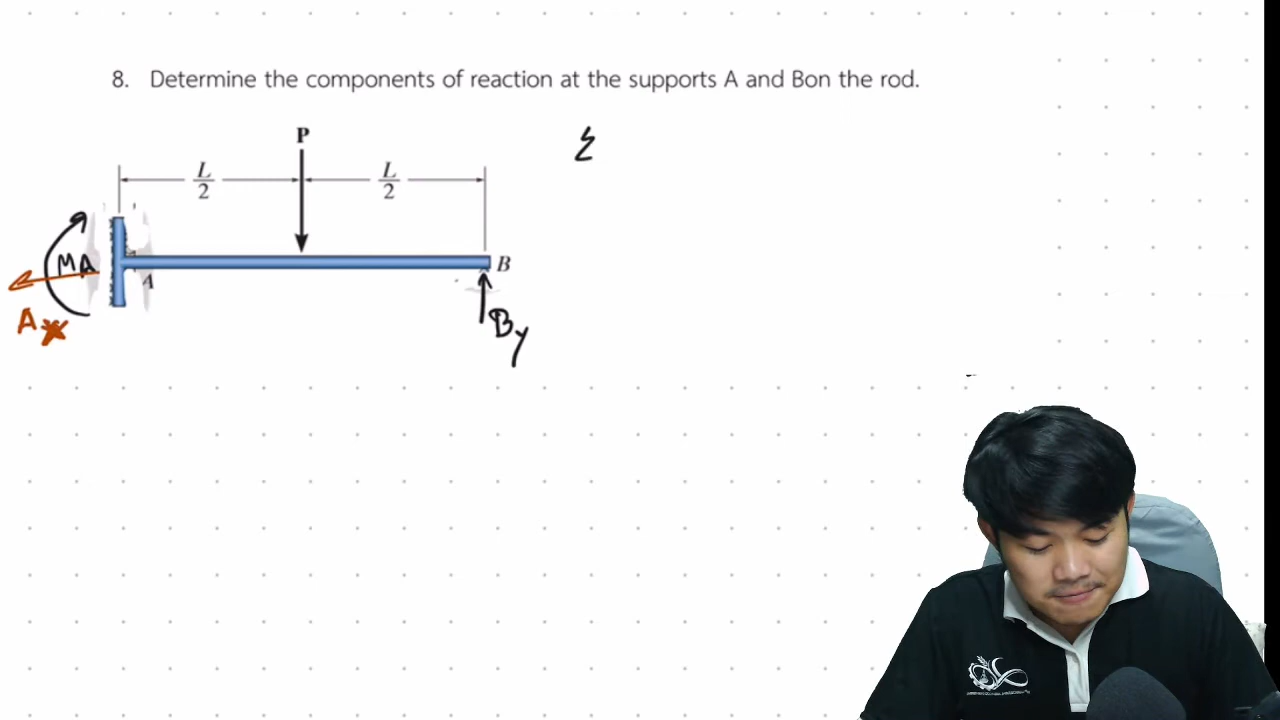 8. Determine the components of reaction at the supports A and Bon the rod.
P
Σ
L/2
L/2
MA
B
A
Ax
By